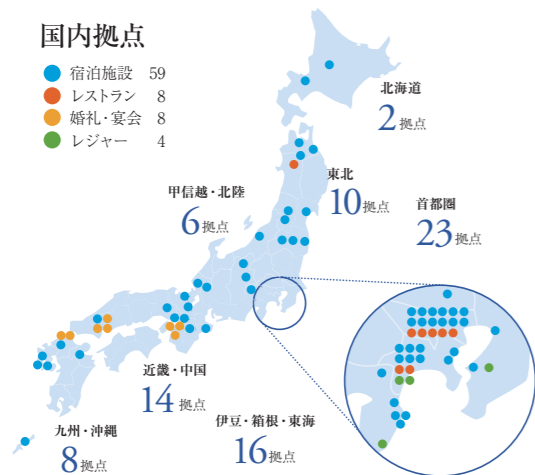 国内拠点
宿泊施設 59
レストラン 8
婚礼・宴会 8
レジャー 4
北海道
2拠点
東北
10拠点
甲信越・北陸
6拠点
首都圏
23拠点
近畿・中国
14拠点
伊豆・箱根・東海
16拠点
九州・沖縄
8拠点